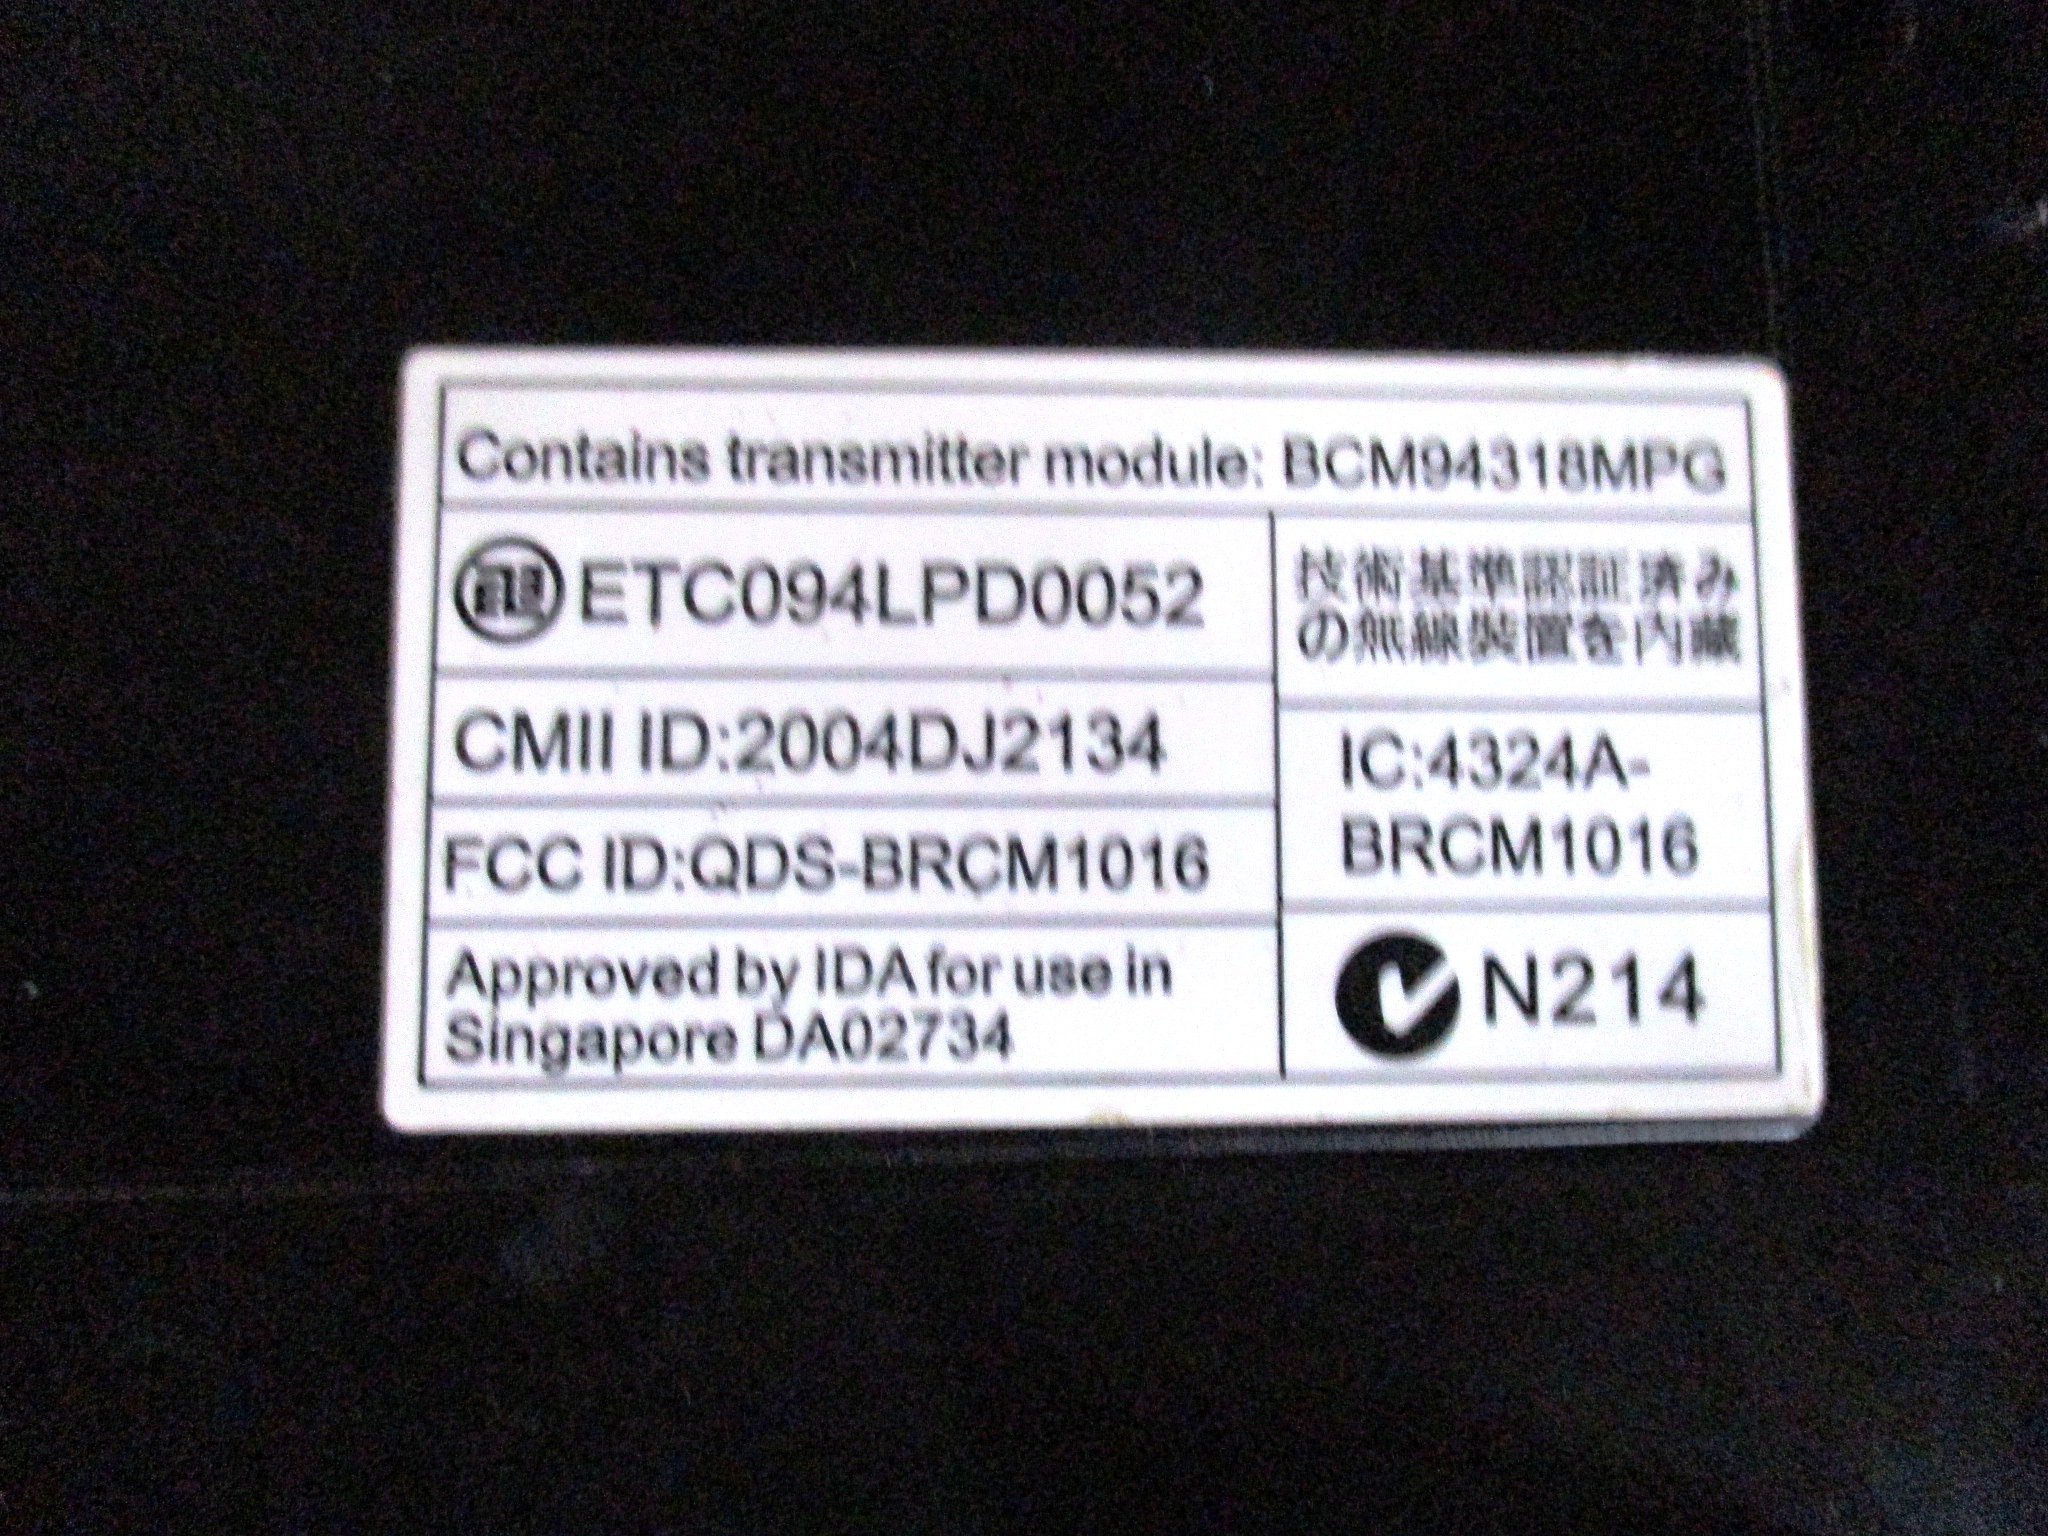 Contains transmitter module: BCM94318MPG
ETC094LPD0052
技術基準認証済み
の無線装置を内蔵
CMII ID:2004DJ2134
IC:4324A-
BRCM1016
FCC ID:QDS-BRCM1016
Approved by IDA for use in
Singapore DA02734
N214